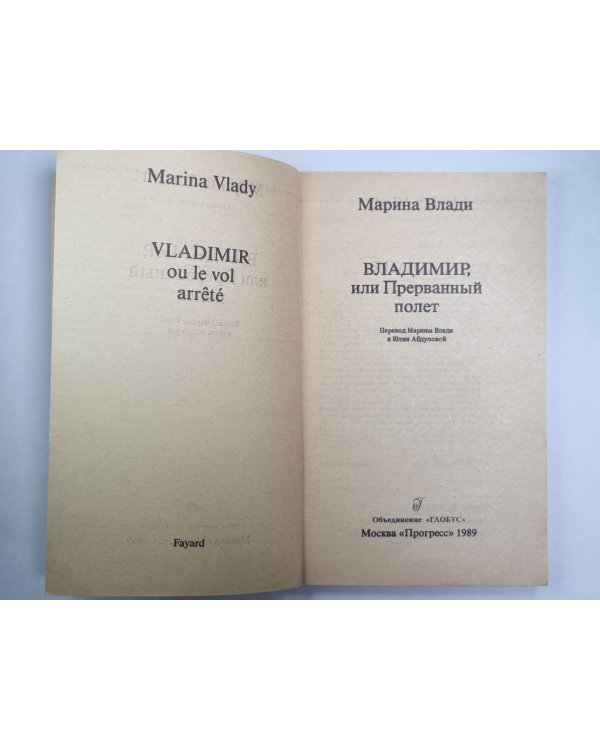 Marina Vlady
VLADIMIR
ou le vol
arrêté
Fayard
Марина Влади
ВЛАДИМИР,
или Прерванный
полет
Перевод Марины Влади
и Юлии Абдуловой
Объединение «ГЛОБУС»
Москва «Прогресс» 1989